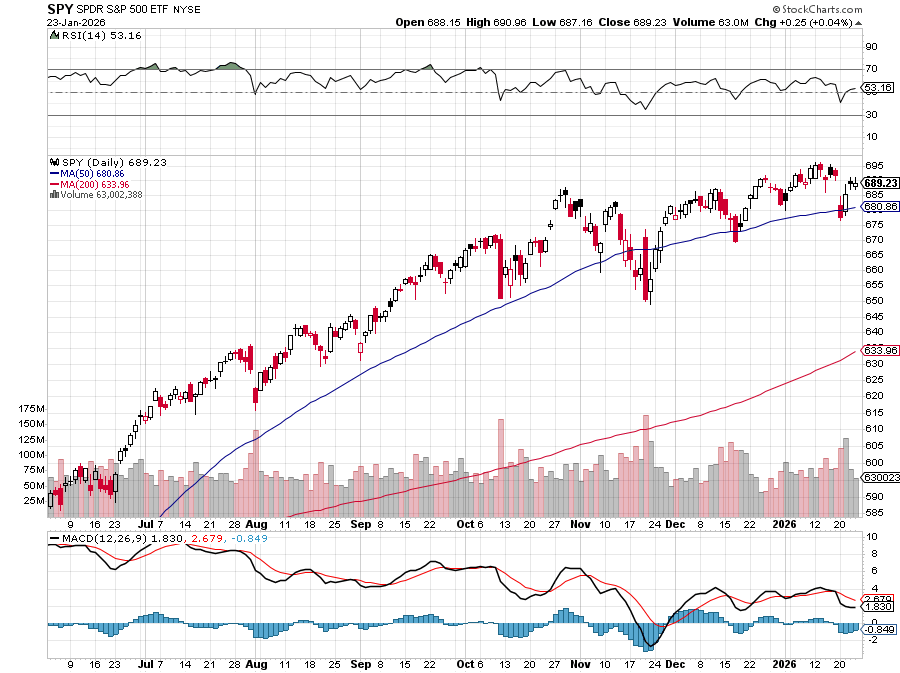 SPY SPDR S&P 500 ETF NYSE © StockCharts.com
23-Jan-2026 Open 688.15 High 690.96 Low 687.16 Close 689.23 Volume 63.0M Chg +0.25 (+0.04%)
RSI(14) 53.16
90
70
53.16
30
10
SPY (Daily) 689.23
MA(50) 680.86
MA(200) 633.96
Volume 63,002,388
695
689.23
685
680.86
675
670
665
660
655
650
645
640
633.96
630
625
620
615
610
605
600
630023
590
585
175M
150M
125M
100M
75M
50M
25M
9 16 23 Jul 7 14 21 28 Aug 11 18 25 Sep 8 15 22 Oct 6 13 20 27 Nov 10 17 24 Dec 8 15 22 2026 12 20
MACD(12,26,9) 1.830, 2.679, -0.849
10
8
6
4
2.679
1.830
0
-0.849
-2
9 16 23 Jul 7 14 21 28 Aug 11 18 25 Sep 8 15 22 Oct 6 13 20 27 Nov 10 17 24 Dec 8 15 22 2026 12 20